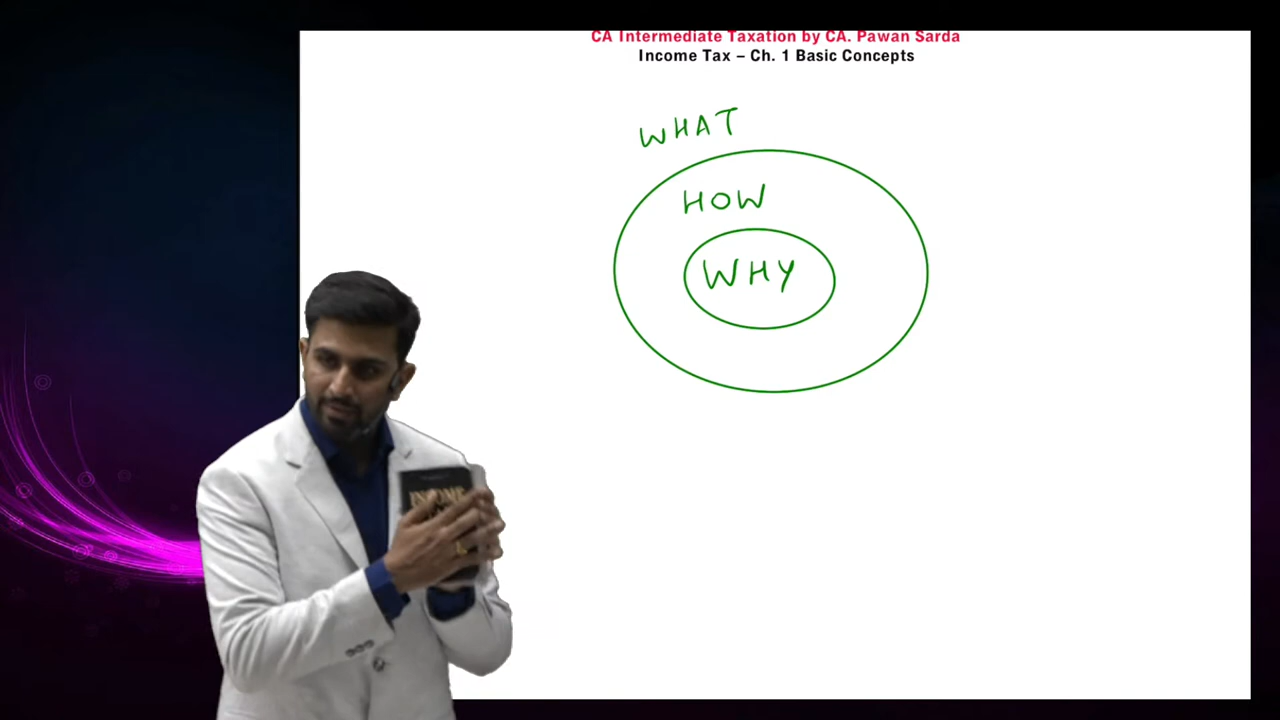 CA Intermediate Taxation by CA. Pawan Sarda
Income Tax – Ch. 1 Basic Concepts
WHAT
HOW
WHY